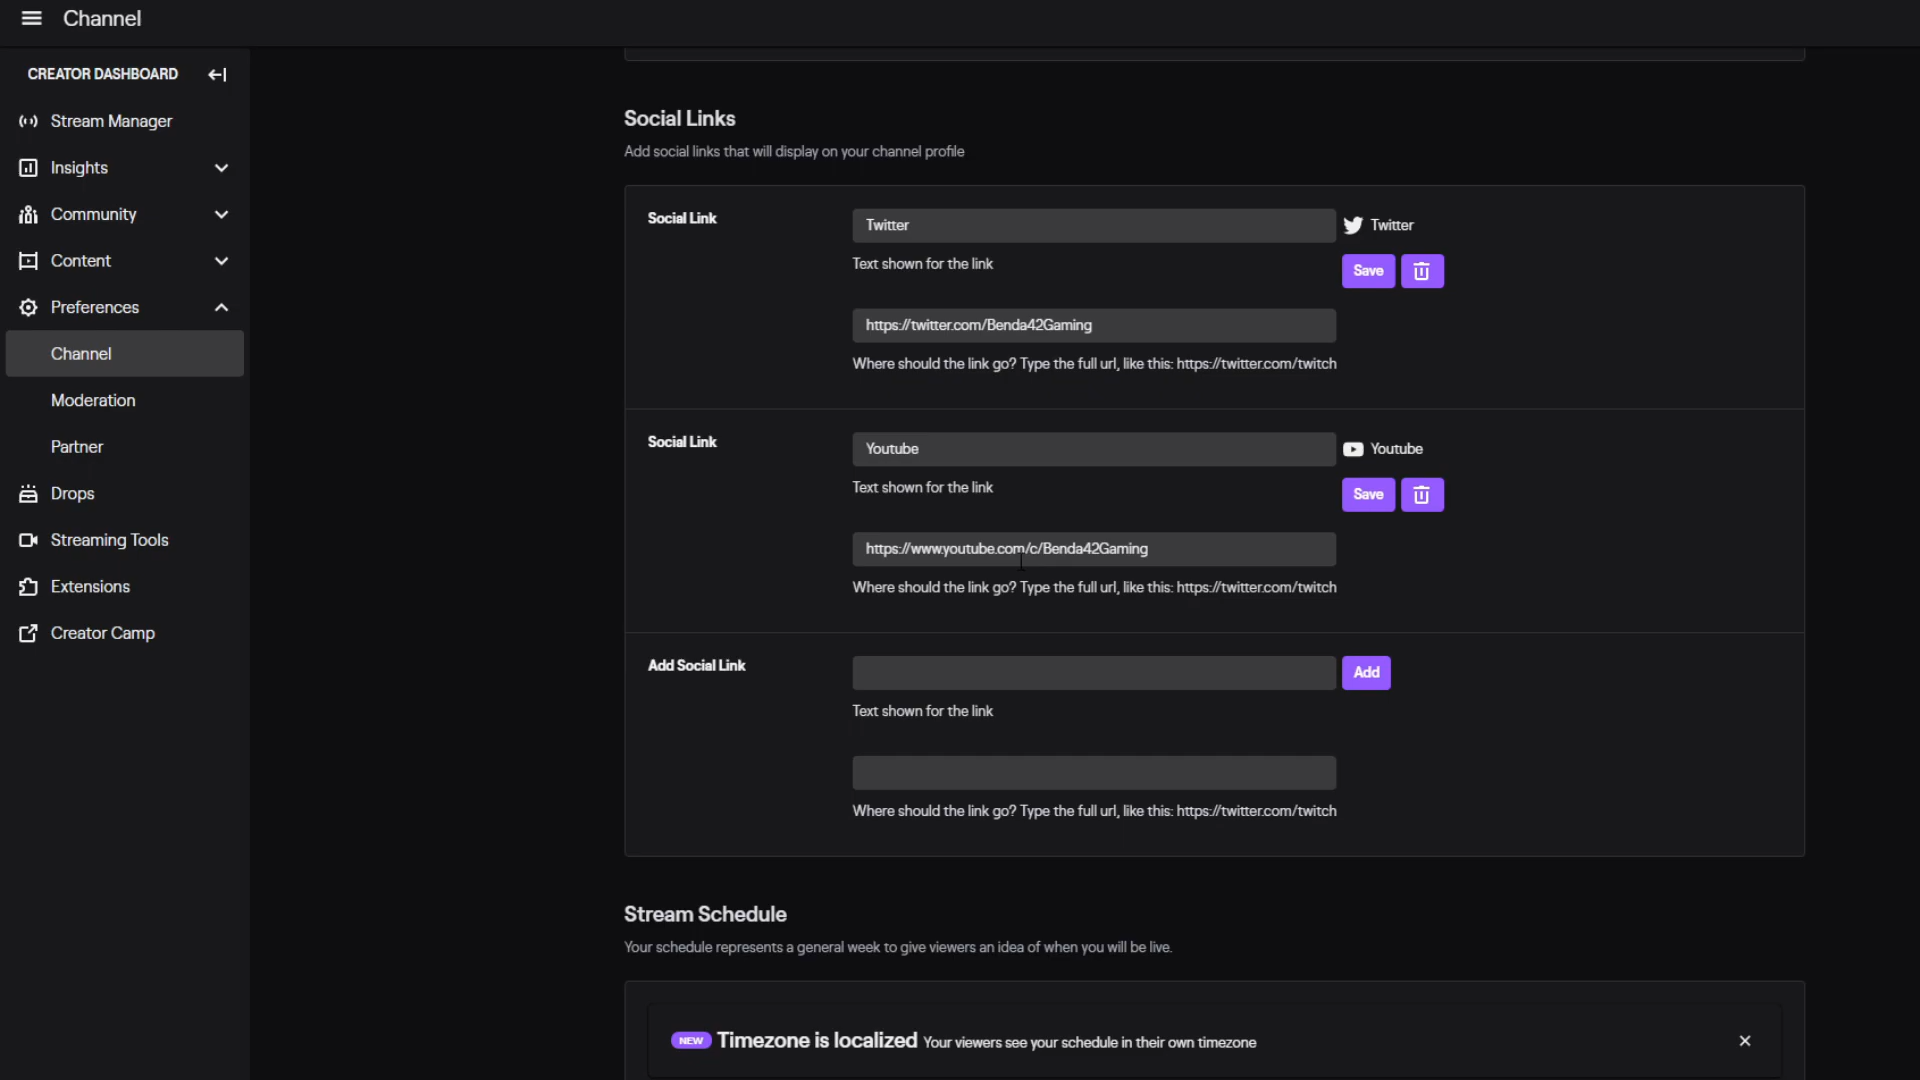 Channel
CREATOR DASHBOARD
Stream Manager
Insights
Community
Content
Preferences
Channel
Moderation
Partner
Drops
Streaming Tools
Extensions
Creator Camp
Social Links
Add social links that will display on your channel profile
Social Link
Twitter
Twitter
Text shown for the link
Save
https://twitter.com/Benda42Gaming
Where should the link go? Type the full url, like this: https://twitter.com/twitch
Social Link
Youtube
Youtube
Text shown for the link
Save
https://www.youtube.com/c/Benda42Gaming
Where should the link go? Type the full url, like this: https://twitter.com/twitch
Add Social Link
Add
Text shown for the link
Where should the link go? Type the full url, like this: https://twitter.com/twitch
Stream Schedule
Your schedule represents a general week to give viewers an idea of when you will be live.
NEW Timezone is localized Your viewers see your schedule in their own timezone